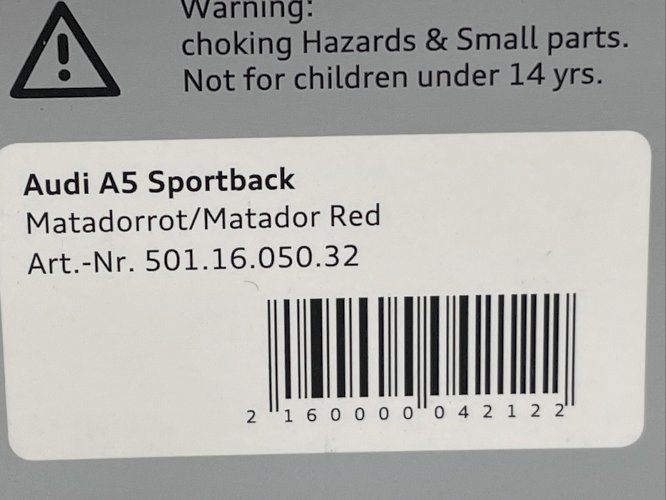 Warning:
choking Hazards & Small parts.
Not for children under 14 yrs.
Audi A5 Sportback
Matadorrot/Matador Red
Art.-Nr. 501.16.050.32
2 160000 042122